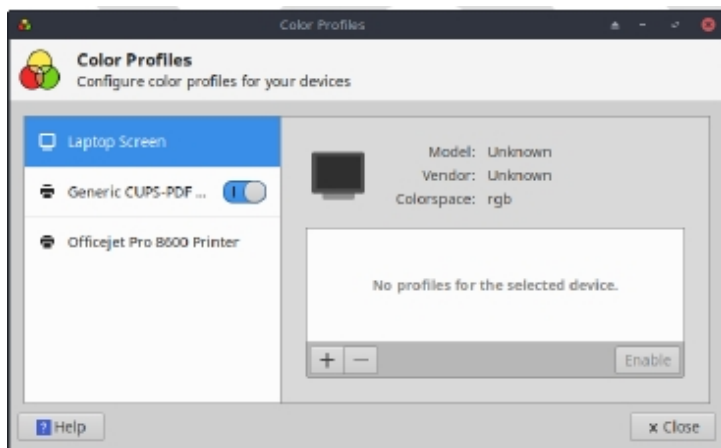 Color Profiles
Color Profiles
Configure color profiles for your devices
Laptop Screen
Generic CUPS-PDF ...
Officejet Pro 8600 Printer
Model: Unknown
Vendor: Unknown
Colorspace: rgb
No profiles for the selected device.
+ −
Enable
? Help
x Close